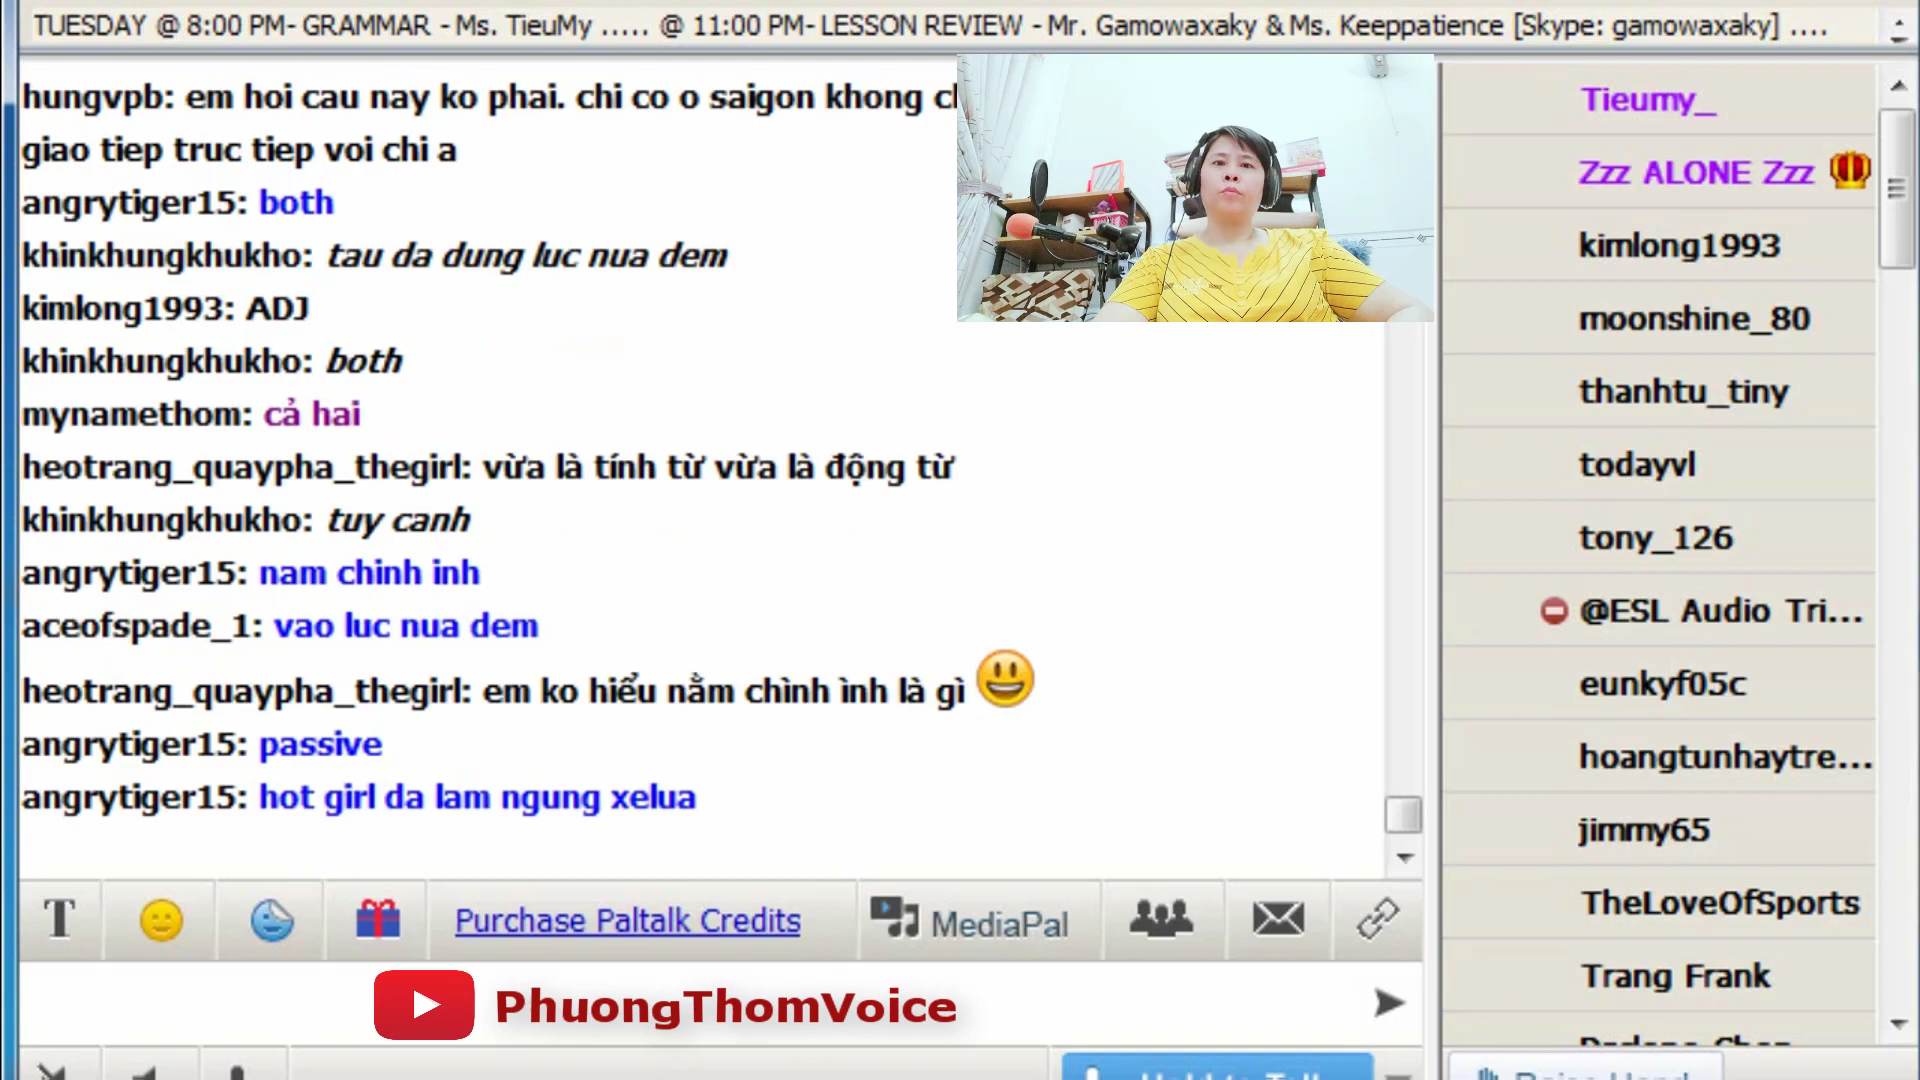 TUESDAY @ 8:00 PM- GRAMMAR - Ms. TieuMy ..... @ 11:00 PM- LESSON REVIEW - Mr. Gamowaxaky & Ms. Keeppatience [Skype: gamowaxaky] ....
hungvpb: em hoi cau nay ko phai. chi co o saigon khong
giao tiep truc tiep voi chi a
angrytiger15: both
khinkhungkhukho: tau da dung luc nua dem
kimlong1993: ADJ
khinkhungkhukho: both
mynamethom: cả hai
heotrang_quaypha_thegirl: vừa là tính từ vừa là động từ
khinkhungkhukho: tuy canh
angrytiger15: nam chinh inh
aceofspade_1: vao luc nua dem
heotrang_quaypha_thegirl: em ko hiểu nằm chình ình là gì
angrytiger15: passive
angrytiger15: hot girl da lam ngung xelua
Purchase Paltalk Credits
MediaPal
PhuongThomVoice
Tieumy_
Zzz ALONE Zzz
kimlong1993
moonshine_80
thanhtu_tiny
todayvl
tony_126
@ESL Audio Tri...
eunkyf05c
hoangtunhaytre...
jimmy65
TheLoveOfSports
Trang Frank